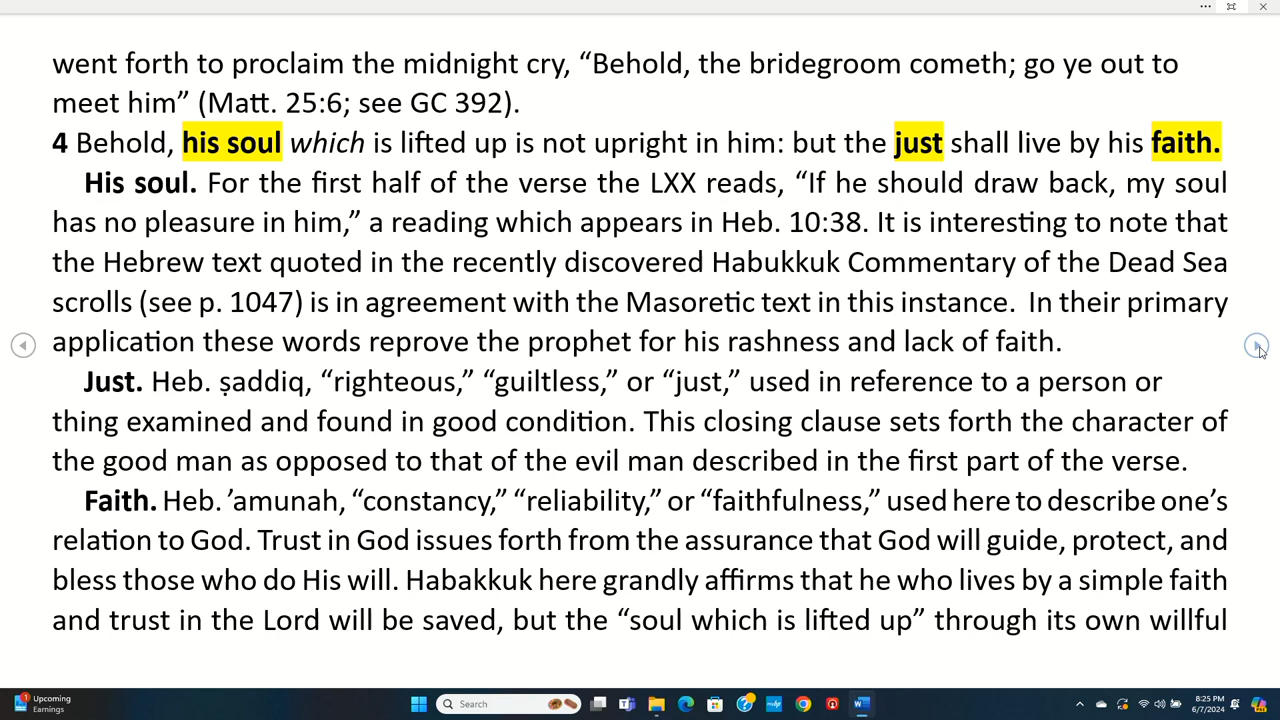 went forth to proclaim the midnight cry, “Behold, the bridegroom cometh; go ye out to
meet him” (Matt. 25:6; see GC 392).
4 Behold, his soul which is lifted up is not upright in him: but the just shall live by his faith.
His soul. For the first half of the verse the LXX reads, “If he should draw back, my soul
has no pleasure in him,” a reading which appears in Heb. 10:38. It is interesting to note that
the Hebrew text quoted in the recently discovered Habukkuk Commentary of the Dead Sea
scrolls (see p. 1047) is in agreement with the Masoretic text in this instance. In their primary
application these words reprove the prophet for his rashness and lack of faith.
Just. Heb. ṣaddiq, “righteous,” “guiltless,” or “just,” used in reference to a person or
thing examined and found in good condition. This closing clause sets forth the character of
the good man as opposed to that of the evil man described in the first part of the verse.
Faith. Heb. ’amunah, “constancy,” “reliability,” or “faithfulness,” used here to describe one’s
relation to God. Trust in God issues forth from the assurance that God will guide, protect, and
bless those who do His will. Habakkuk here grandly affirms that he who lives by a simple faith
and trust in the Lord will be saved, but the “soul which is lifted up” through its own willful
Upcoming
Earnings
Search
8:25 PM
6/7/2024